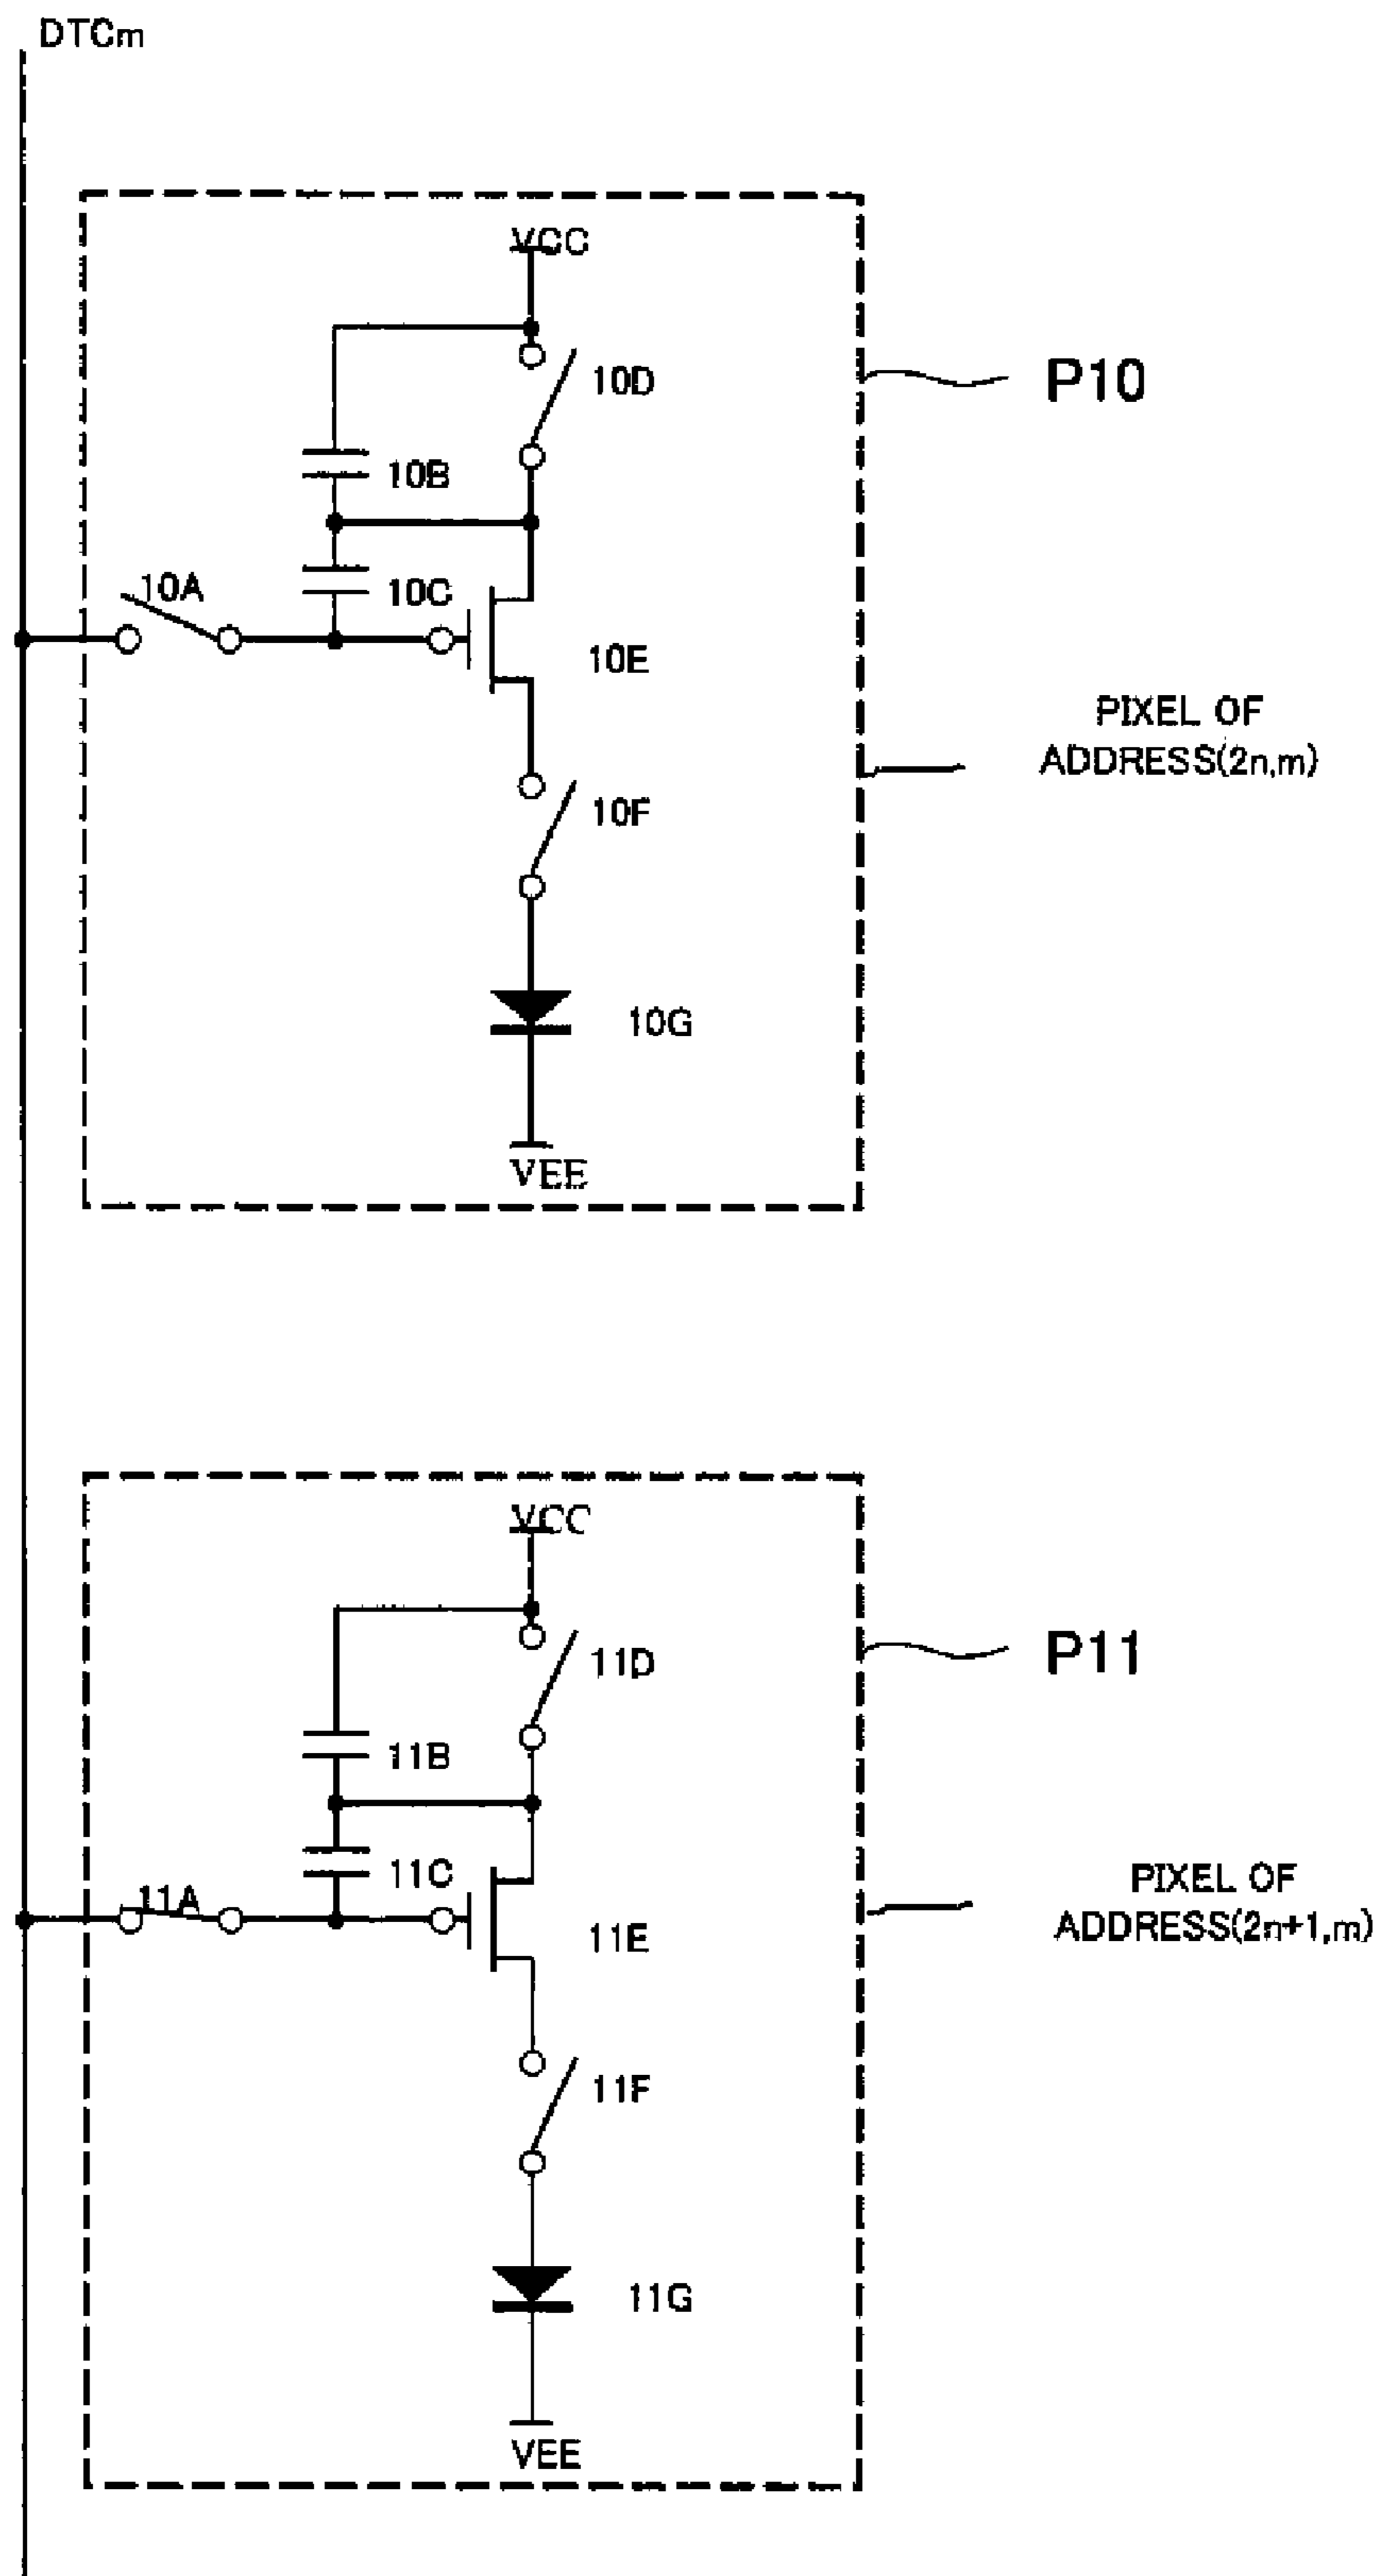 DTCm
VCC
10D
P10
10B
10A
10C
10E
PIXEL OF
ADDRESS(2n,m)
10F
10G
VEE
VCC
11D
P11
11B
11A
11C
11E
PIXEL OF
ADDRESS(2n+1,m)
11F
11G
VEE